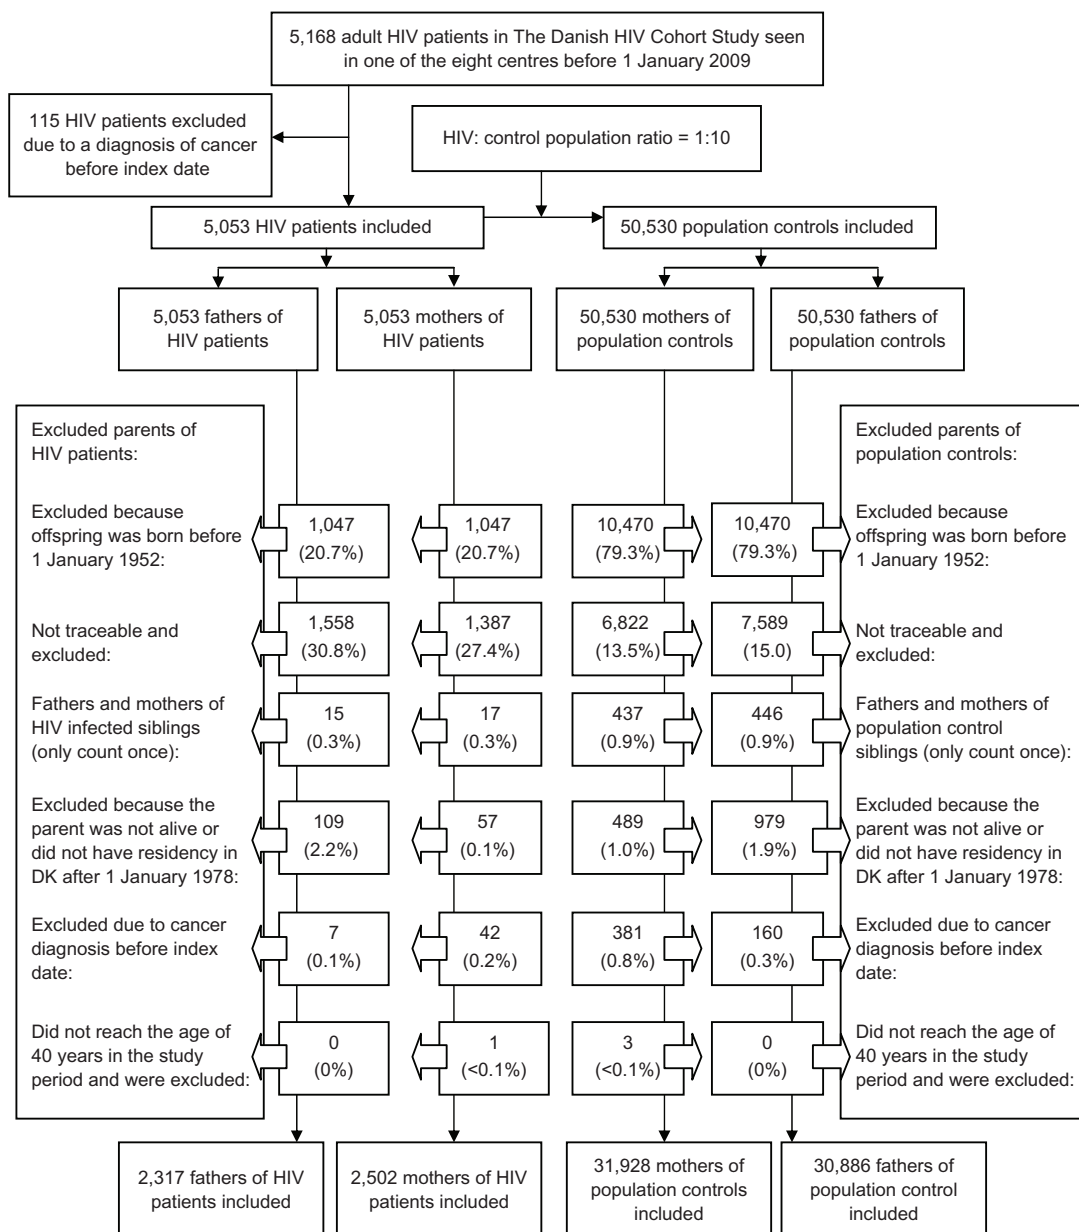 5,168 adult HIV patients in The Danish HIV Cohort Study seen
in one of the eight centres before 1 January 2009
115 HIV patients excluded
due to a diagnosis of cancer
before index date
HIV: control population ratio = 1:10
5,053 HIV patients included
50,530 population controls included
5,053 fathers of
HIV patients
5,053 mothers of
HIV patients
50,530 mothers of
population controls
50,530 fathers of
population controls
Excluded parents of
HIV patients:
Excluded parents of
population controls:
Excluded because
offspring was born before
1 January 1952:
1,047
(20.7%)
1,047
(20.7%)
10,470
(79.3%)
10,470
(79.3%)
Excluded because
offspring was born before
1 January 1952:
Not traceable and
excluded:
1,558
(30.8%)
1,387
(27.4%)
6,822
(13.5%)
7,589
(15.0)
Not traceable and
excluded:
Fathers and mothers of
HIV infected siblings
(only count once):
15
(0.3%)
17
(0.3%)
437
(0.9%)
446
(0.9%)
Fathers and mothers of
population control
siblings (only count once):
Excluded because the
parent was not alive or
did not have residency in
DK after 1 January 1978:
109
(2.2%)
57
(0.1%)
489
(1.0%)
979
(1.9%)
Excluded because the
parent was not alive or
did not have residency in
DK after 1 January 1978:
Excluded due to cancer
diagnosis before index
date:
7
(0.1%)
42
(0.2%)
381
(0.8%)
160
(0.3%)
Excluded due to cancer
diagnosis before index
date:
Did not reach the age of
40 years in the study
period and were excluded:
0
(0%)
1
(<0.1%)
3
(<0.1%)
0
(0%)
Did not reach the age of
40 years in the study
period and were excluded:
2,317 fathers of HIV
patients included
2,502 mothers of HIV
patients included
31,928 mothers of
population controls
included
30,886 fathers of
population control
included